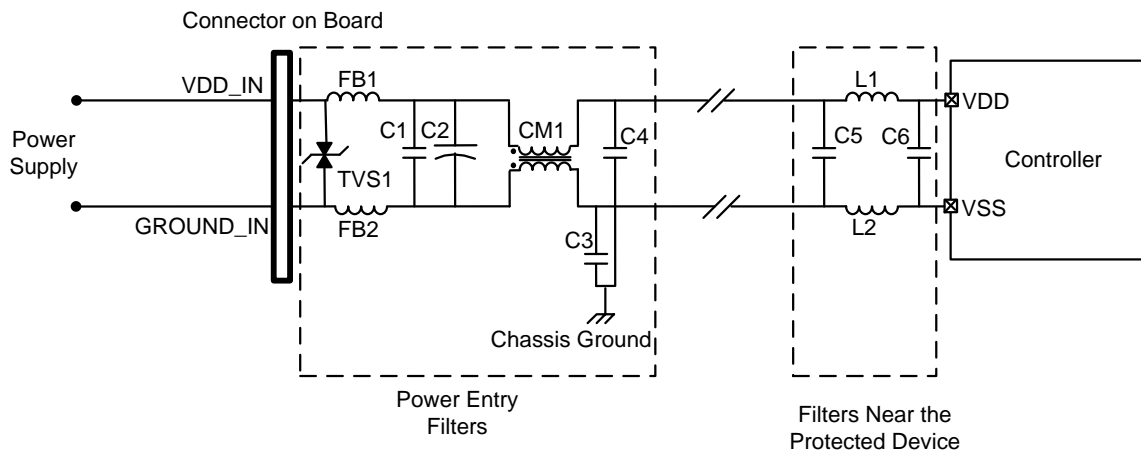 Connector on Board
VDD_IN
FB1
L1
VDD
C1
C2
CM1
C4
C5
C6
Power
Supply
TVS1
Controller
GROUND_IN
FB2
L2
VSS
C3
Chassis Ground
Power Entry
Filters
Filters Near the
Protected Device